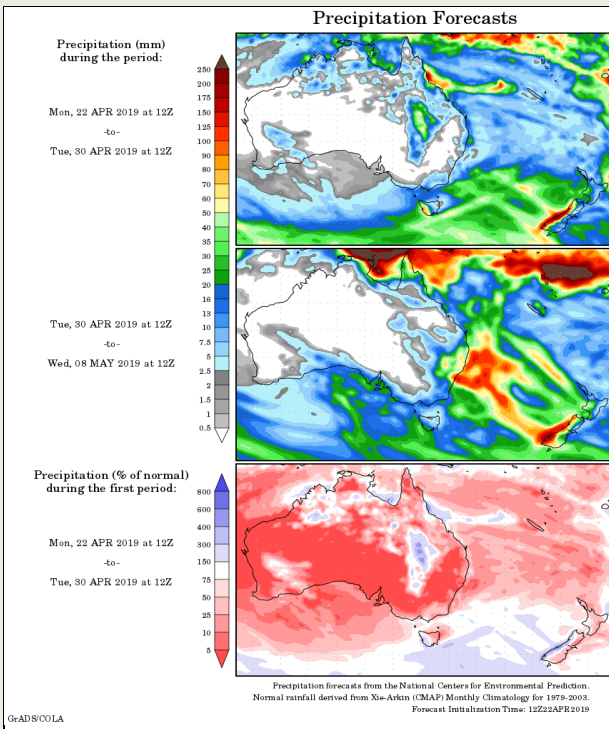 Precipitation Forecasts
Precipitation (mm)
during the period:
Mon, 22 APR 2019 at 12Z
-to-
Tue, 30 APR 2019 at 12Z
250
200
175
150
125
100
90
80
70
60
50
40
35
30
25
20
16
13
10
7.5
5
2.5
2
1.5
1
0.5
Tue, 30 APR 2019 at 12Z
-to-
Wed, 08 MAY 2019 at 12Z
Precipitation (% of normal)
during the first period:
Mon, 22 APR 2019 at 12Z
-to-
Tue, 30 APR 2019 at 12Z
800
600
400
300
150
75
50
25
10
5
Precipitation forecasts from the National Centers for Environmental Prediction.
Normal rainfall derived from Xie-Arkin (CMAP) Monthly Climatology for 1979-2003.
Forecast Initialization Time: 12Z22APR2019
GrADS/COLA